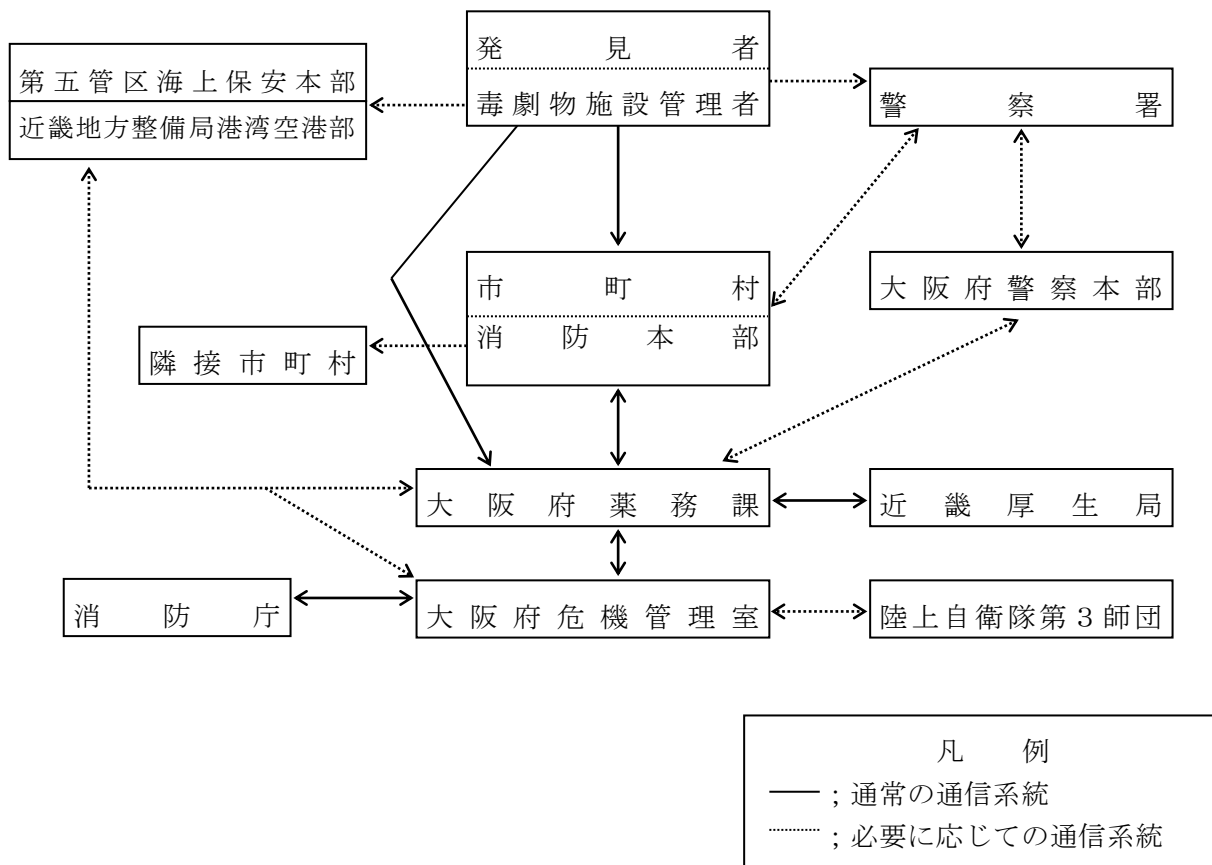 発見者
毒劇物施設管理者
第五管区海上保安本部
近畿地方整備局港湾空港部
警察署
市町村
消防本部
大阪府警察本部
隣接市町村
大阪府薬務課
近畿厚生局
消防庁
大阪府危機管理室
陸上自衛隊第3師団
凡例
;通常の通信系統
;必要に応じての通信系統